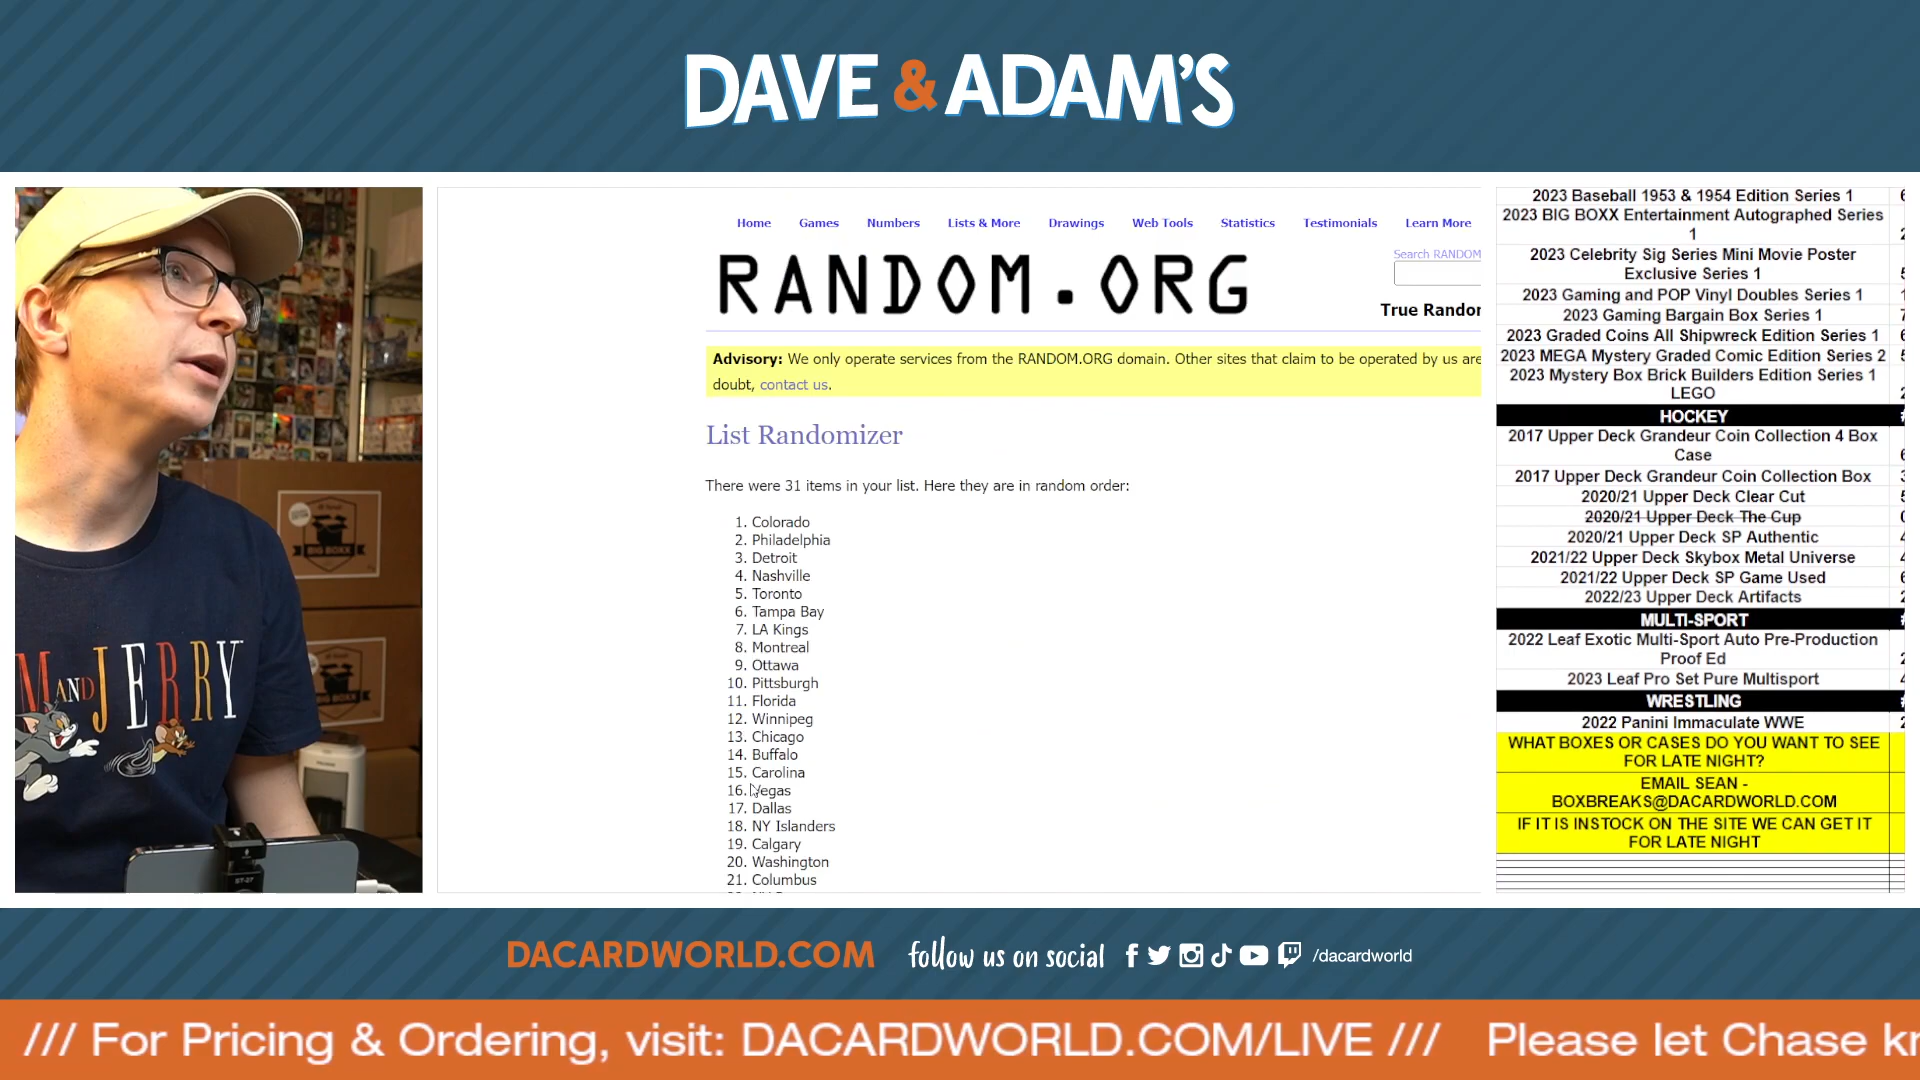 DAVE & ADAM'S
Home Games Numbers Lists & More Drawings Web Tools Statistics Testimonials Learn More
RANDOM.ORG
Search RANDOM
True Random
Advisory: We only operate services from the RANDOM.ORG domain. Other sites that claim to be operated by us are
doubt, contact us.
List Randomizer
There were 31 items in your list. Here they are in random order:
1. Colorado
2. Philadelphia
3. Detroit
4. Nashville
5. Toronto
6. Tampa Bay
7. LA Kings
8. Montreal
9. Ottawa
10. Pittsburgh
11. Florida
12. Winnipeg
13. Chicago
14. Buffalo
15. Carolina
16. Vegas
17. Dallas
18. NY Islanders
19. Calgary
20. Washington
21. Columbus
2023 Baseball 1953 & 1954 Edition Series 1
2023 BIG BOXX Entertainment Autographed Series
1
2023 Celebrity Sig Series Mini Movie Poster
Exclusive Series 1
2023 Gaming and POP Vinyl Doubles Series 1
2023 Gaming Bargain Box Series 1
2023 Graded Coins All Shipwreck Edition Series 1
2023 MEGA Mystery Graded Comic Edition Series 2
2023 Mystery Box Brick Builders Edition Series 1
LEGO
HOCKEY
2017 Upper Deck Grandeur Coin Collection 4 Box
Case
2017 Upper Deck Grandeur Coin Collection Box
2020/21 Upper Deck Clear Cut
2020/21 Upper Deck The Cup
2020/21 Upper Deck SP Authentic
2021/22 Upper Deck Skybox Metal Universe
2021/22 Upper Deck SP Game Used
2022/23 Upper Deck Artifacts
MULTI-SPORT
2022 Leaf Exotic Multi-Sport Auto Pre-Production
Proof Ed
2023 Leaf Pro Set Pure Multisport
WRESTLING
2022 Panini Immaculate WWE
WHAT BOXES OR CASES DO YOU WANT TO SEE
FOR LATE NIGHT?
EMAIL SEAN -
BOXBREAKS@DACARDWORLD.COM
IF IT IS INSTOCK ON THE SITE WE CAN GET IT
FOR LATE NIGHT
BIG BOXX
M AND JERRY
DACARDWORLD.COM follow us on social /dacardworld
/// For Pricing & Ordering, visit: DACARDWORLD.COM/LIVE /// Please let Chase kn